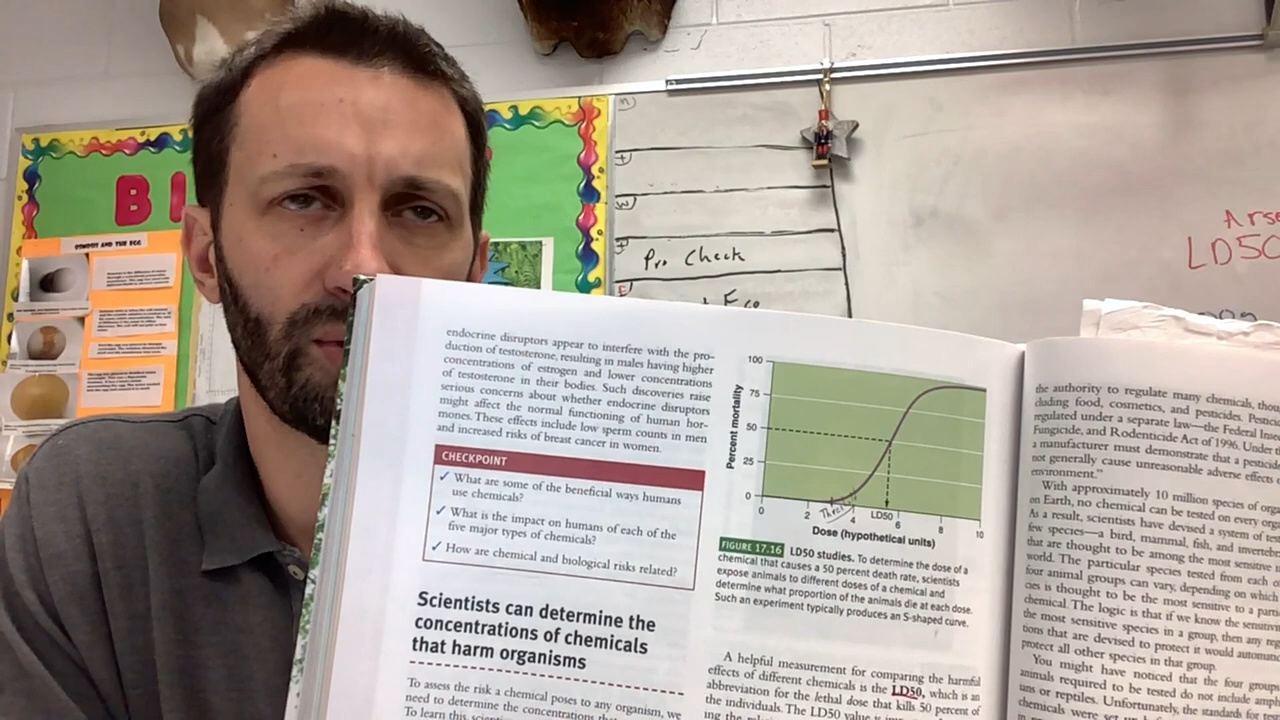 BI
OSMOSIS AND THE EGG
Pro Check
Eco
Ars
LD50
endocrine disruptors appear to interfere with the pro-
duction of testosterone, resulting in males having higher
concentrations of estrogen and lower concentrations
of testosterone in their bodies. Such discoveries raise
serious concerns about whether endocrine disruptors
might affect the normal functioning of human hor-
mones. These effects include low sperm counts in men
and increased risks of breast cancer in women.
CHECKPOINT
✓ What are some of the beneficial ways humans
use chemicals?
✓ What is the impact on humans of each of the
five major types of chemicals?
✓ How are chemical and biological risks related?
Scientists can determine the
concentrations of chemicals
that harm organisms
To assess the risk a chemical poses to any organism, we
need to determine the concentrations
Percent mortality
100
75
50
25
0
0 2 4 LD50 6 8 10
Dose (hypothetical units)
FIGURE 17.16 LD50 studies. To determine the dose of a
chemical that causes a 50 percent death rate, scientists
expose animals to different doses of a chemical and
determine what proportion of the animals die at each dose.
Such an experiment typically produces an S-shaped curve.
A helpful measurement for comparing the harmful
effects of different chemicals is the LD50, which is an
abbreviation for the lethal dose that kills 50 percent of
the individuals. The LD50 value is
the authority to regulate many chemicals,
cluding food, cosmetics, and pesticides.
regulated under a separate law—the Federal
Fungicide, and Rodenticide Act of 1996. Under
a manufacturer must demonstrate that a
not generally cause unreasonable adverse effects
environment."
With approximately 10 million species of
on Earth, no chemical can be tested on every
As a result, scientists have devised a system of
few species—a bird, mammal, fish, and
that are thought to be among the most sensitive
world. The particular species tested from each
four animal groups can vary, depending on which
cies is thought to be the most sensitive to a
chemical. The logic is that if we know the
the most sensitive species in a group, then any
tions that are devised to protect it would
protect all other species in that group.
You might have noticed that the four
animals required to be tested do not include
ians or reptiles. Unfortunately, the standards for
chemicals were set